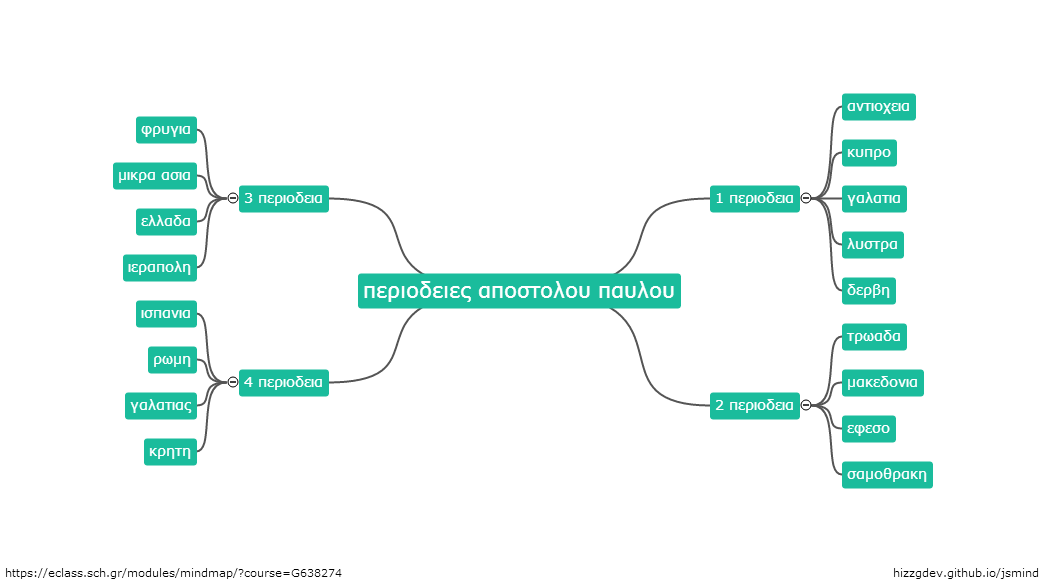 περιοδειες αποστολου παυλου
1 περιοδεια
αντιοχεια
κυπρο
γαλατια
λυστρα
δερβη
2 περιοδεια
τρωαδα
μακεδονια
εφεσο
σαμοθρακη
3 περιοδεια
φρυγια
μικρα ασια
ελλαδα
ιεραπολη
4 περιοδεια
ισπανια
ρωμη
γαλατιας
κρητη
https://eclass.sch.gr/modules/mindmap/?course=G638274
hizzgdev.github.io/jsmind